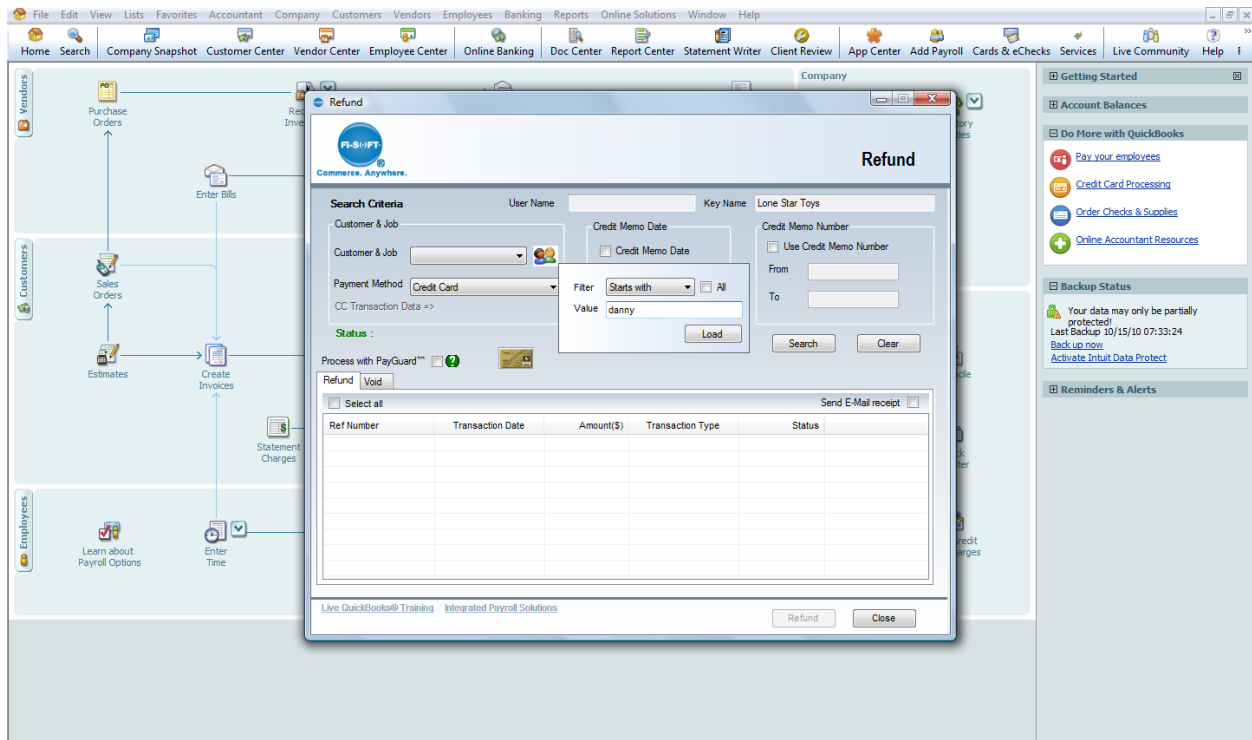 File Edit View Lists Favorites Accountant Company Customers Vendors Employees Banking Reports Online Solutions Window Help
Home Search Company Snapshot Customer Center Vendor Center Employee Center Online Banking Doc Center Report Center Statement Writer Client Review App Center Add Payroll Cards & eChecks Services Live Community Help
Vendors
Purchase
Orders
Enter Bills
Customers
Sales
Orders
Estimates
Create
Invoices
Statement
Charges
Employees
Learn about
Payroll Options
Enter
Time
Company
Refund
FI-SOFT
Commerce. Anywhere.
Refund
Search Criteria User Name Key Name Lone Star Toys
Customer & Job
Customer & Job
Payment Method Credit Card
CC Transaction Data =>
Credit Memo Date
Credit Memo Date
Filter Starts with All
Value danny
Load
Credit Memo Number
Use Credit Memo Number
From
To
Search Clear
Status :
Process with PayGuard™
Refund Void
Select all Send E-Mail receipt
Ref Number Transaction Date Amount($) Transaction Type Status
Live QuickBooks® Training Integrated Payroll Solutions
Refund Close
Getting Started
Account Balances
Do More with QuickBooks
Pay your employees
Credit Card Processing
Order Checks & Supplies
Online Accountant Resources
Backup Status
Your data may only be partially
protected!
Last Backup 10/15/10 07:33:24
Back up now
Activate Intuit Data Protect
Reminders & Alerts